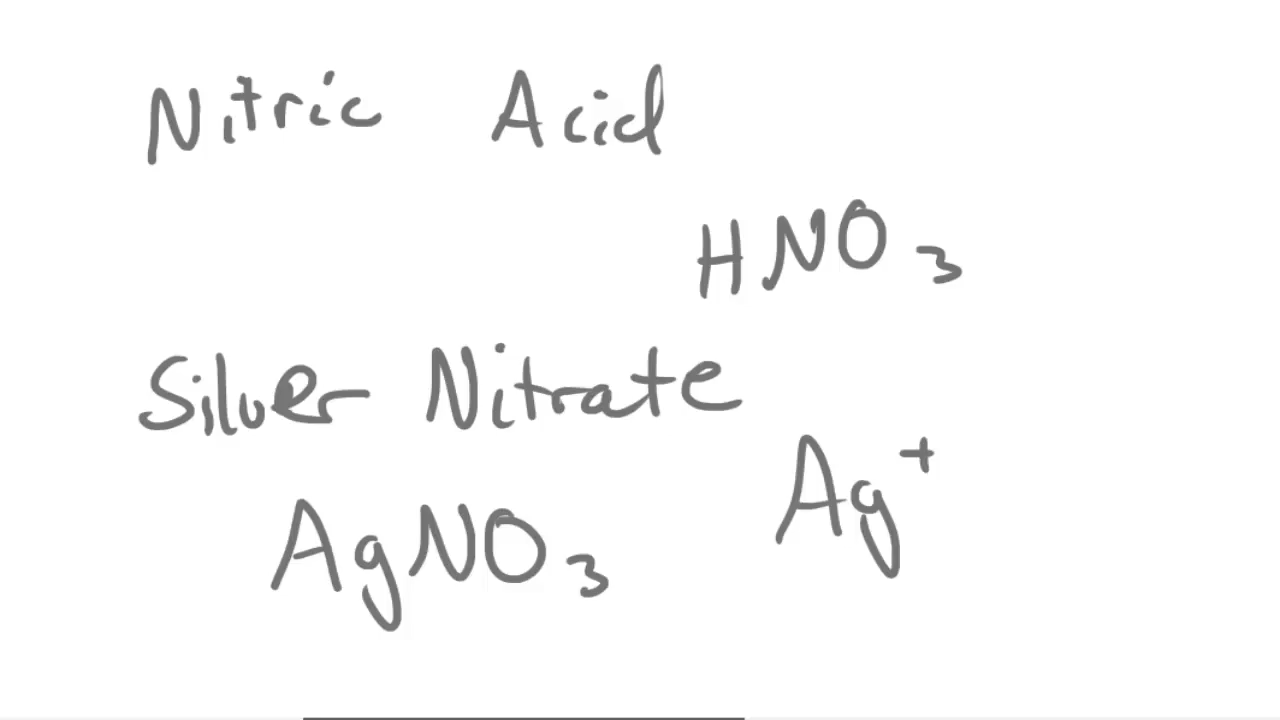 Nitric Acid
HNO₃
Silver Nitrate
Ag⁺
AgNO₃